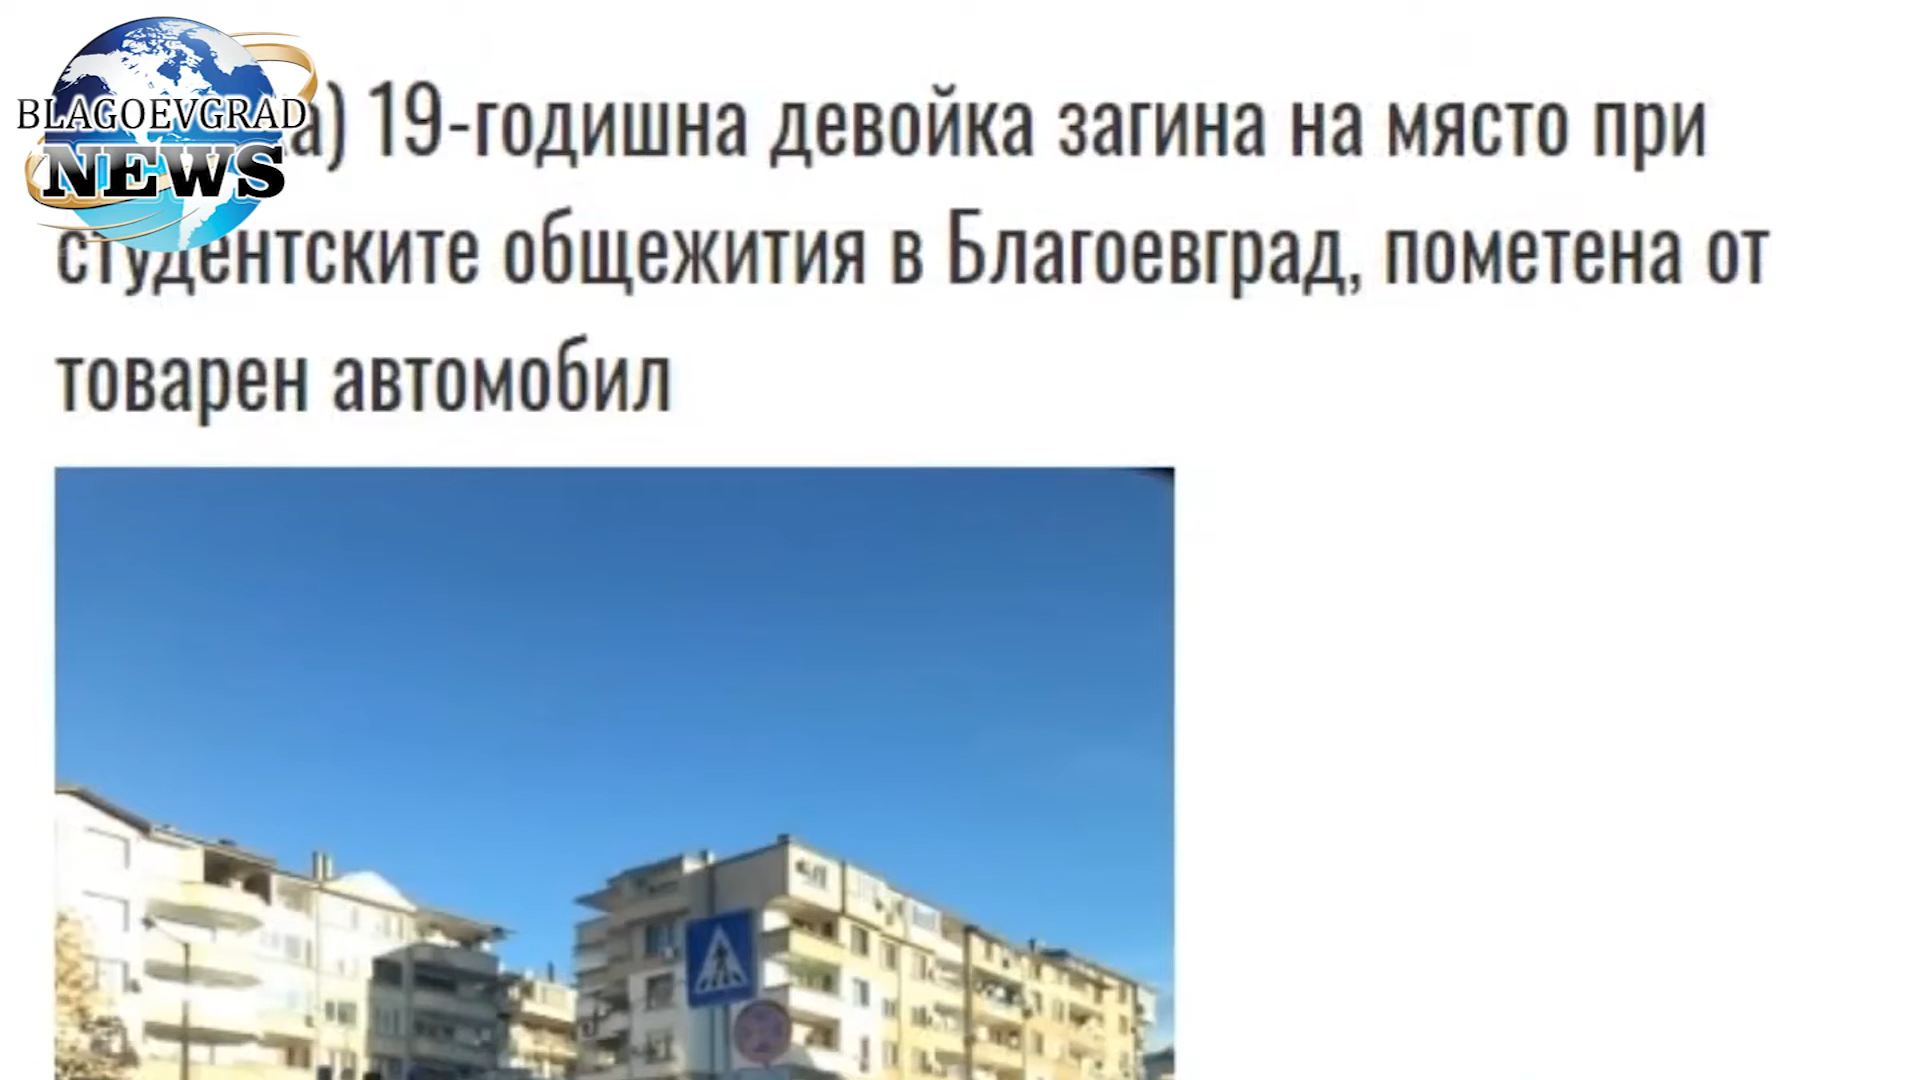 BLAGOEVGRAD
NEWS
19-годишна девойка загина на място при
студентските общежития в Благоевград, пометена от
товарен автомобил